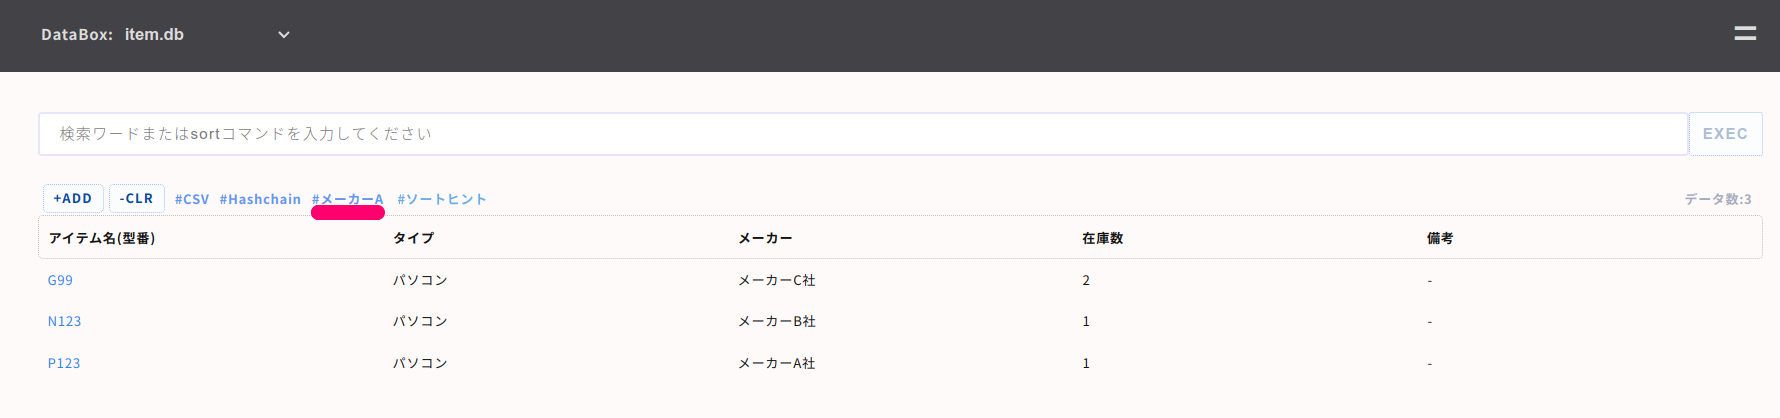 DataBox: item.db
検索ワードまたはsortコマンドを入力してください EXEC
+ADD -CLR #CSV #Hashchain #メーカーA #ソートヒント データ数:3
アイテム名(型番) タイプ メーカー 在庫数 備考
G99 パソコン メーカーC社 2 -
N123 パソコン メーカーB社 1 -
P123 パソコン メーカーA社 1 -